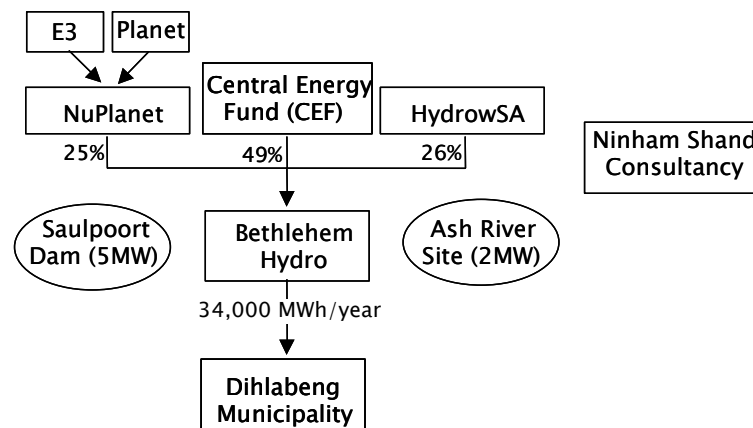 E3
Planet
NuPlanet
Central Energy
Fund (CEF)
HydrowSA
25%
49%
26%
Ninham Shand
Consultancy
Saulpoort
Dam (5MW)
Bethlehem
Hydro
Ash River
Site (2MW)
34,000 MWh/year
Dihlabeng
Municipality